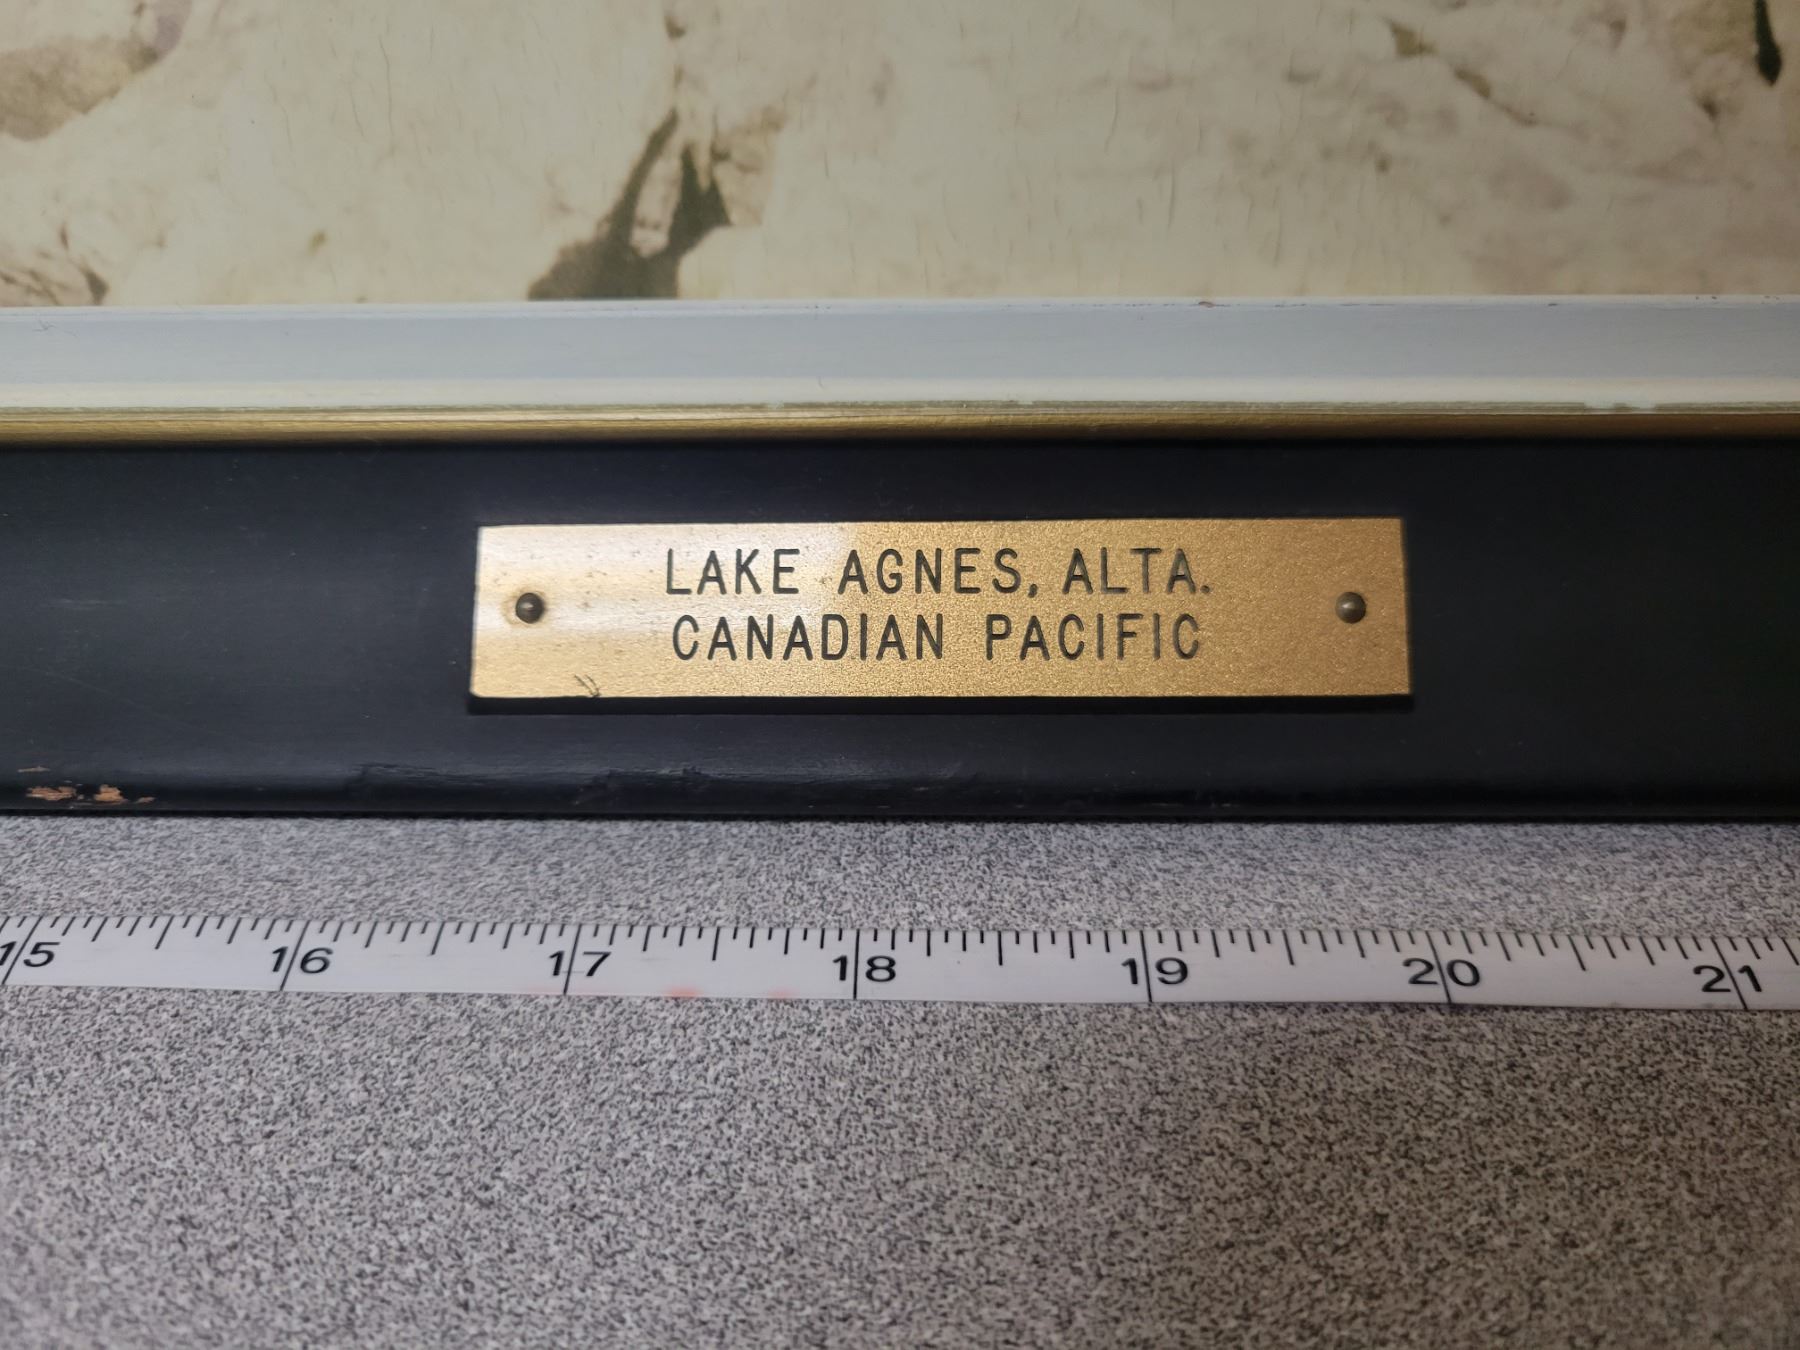 LAKE AGNES, ALTA.
CANADIAN PACIFIC
15 16 17 18 19 20 21